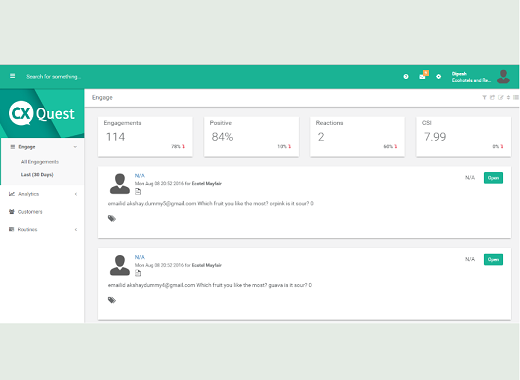 Search for something...
Dipesh
Ecohotels and Re...
CX Quest
Engage
All Engagements
Last (30 Days)
Analytics
Customers
Routines
Engage
Engagements
114
78%
Positive
84%
10%
Reactions
2
60%
CSI
7.99
0%
N/A
Mon Aug 08 20:52 2016 for Ecotel Mayfair
N/A
Open
emailid akshay.dummy5@gmail.com Which fruit you like the most? orpink is it sour? 0
N/A
Mon Aug 08 20:52 2016 for Ecotel Mayfair
N/A
Open
emailid akshaydummy4@gmail.com Which fruit you like the most? guava is it sour? 0